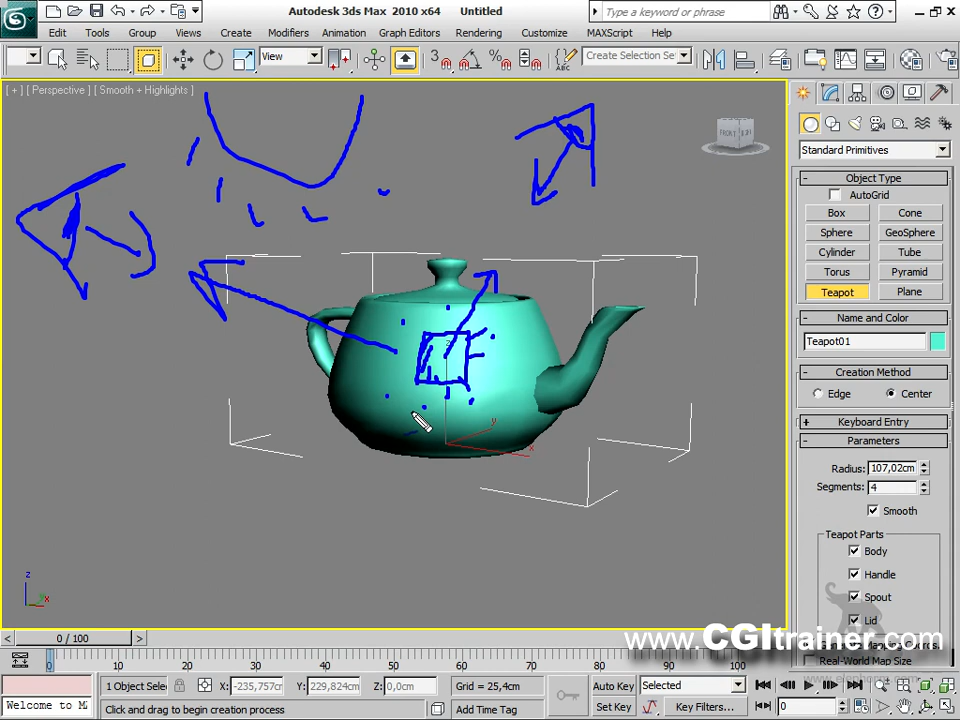 Autodesk 3ds Max 2010 x64 Untitled
Type a keyword or phrase
Edit Tools Group Views Create Modifiers Animation Graph Editors Rendering Customize MAXScript Help
View
Create Selection Se
[ + ] [ Perspective ] [ Smooth + Highlights ]
Standard Primitives
Object Type
AutoGrid
Box Cone
Sphere GeoSphere
Cylinder Tube
Torus Pyramid
Teapot Plane
Name and Color
Teapot01
Creation Method
Edge Center
Keyboard Entry
Parameters
Radius: 107,02cm
Segments: 4
Smooth
Teapot Parts
Body
Handle
Spout
Lid
Real-World Map Size
www.CGItrainer.com
z
y
x
z
x
0 / 100
0 10 20 30 40 50 60 70 80 90 100
1 Object Selec
X: -235,757cm
Y: 229,824cm
Z: 0,0cm
Grid = 25,4cm
Auto Key
Selected
Welcome to M
Click and drag to begin creation process
Add Time Tag
Set Key
Key Filters...
0